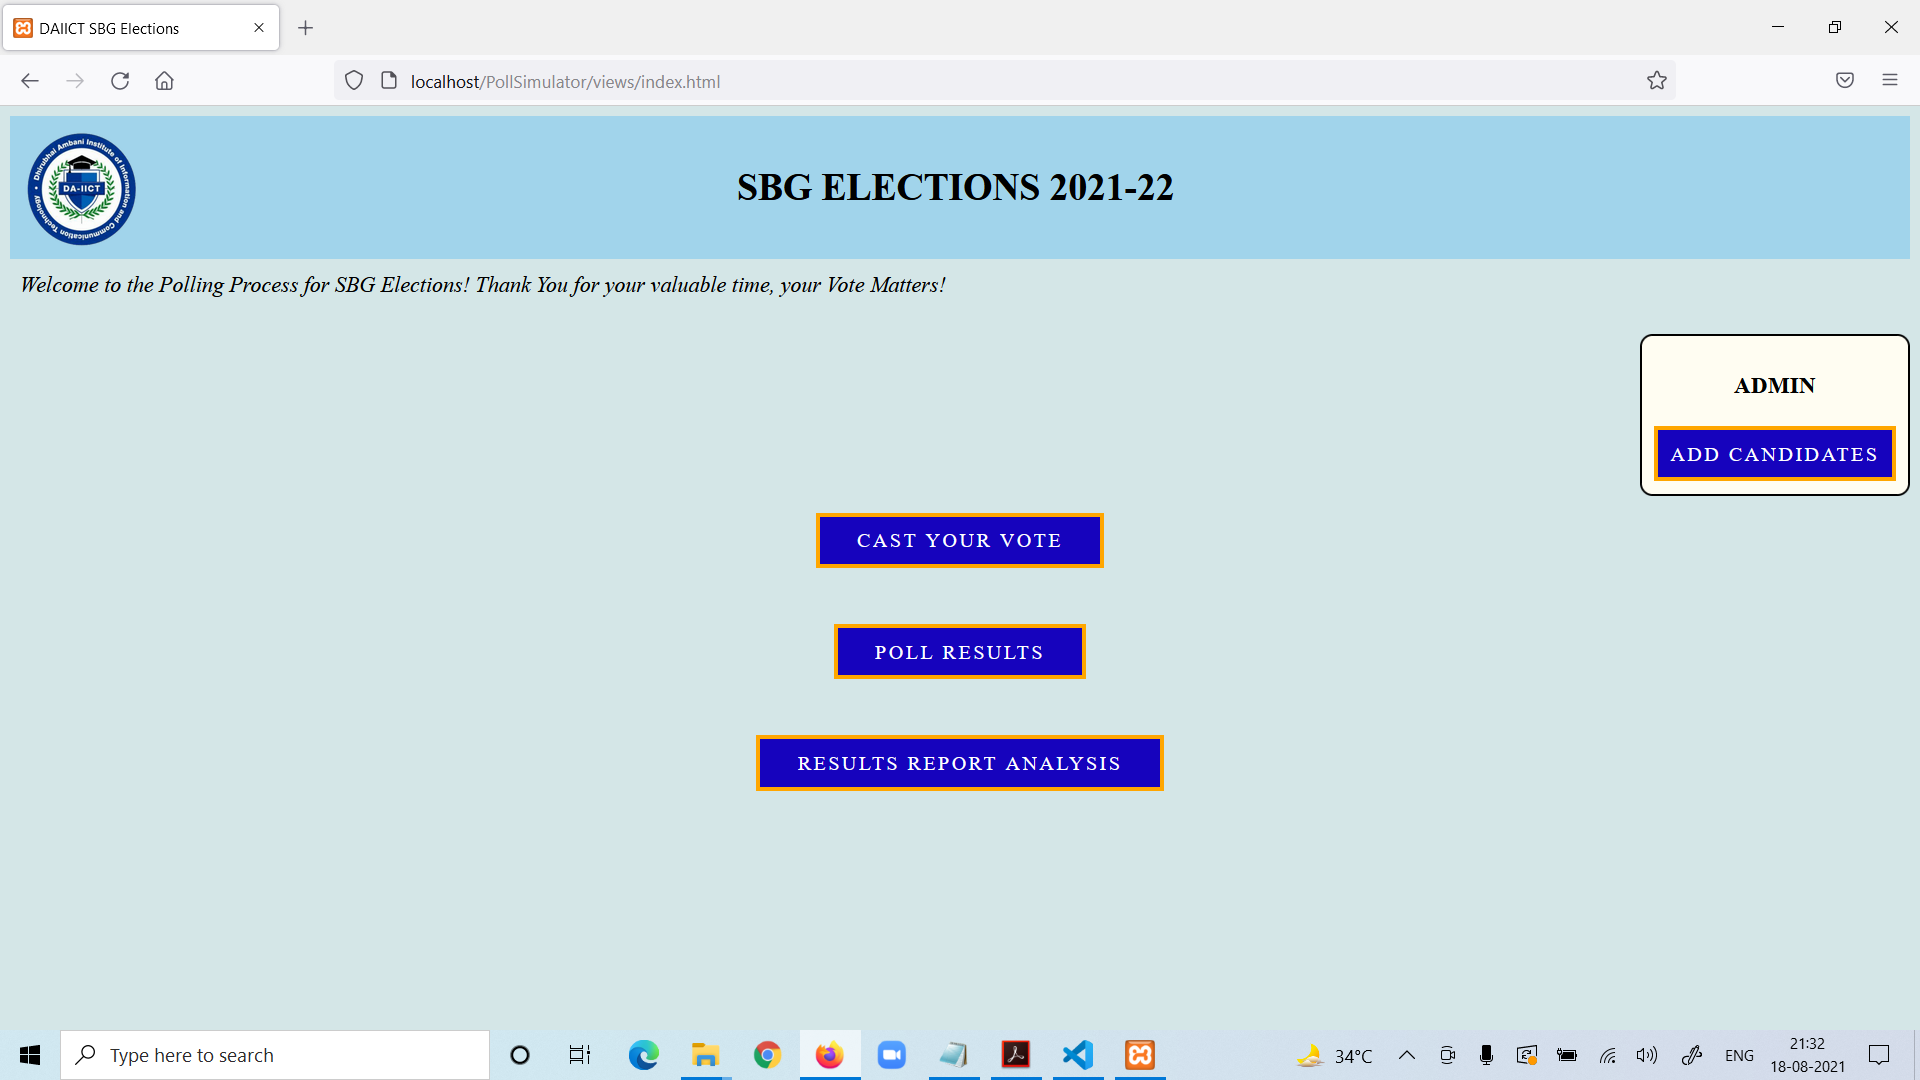 DAIICT SBG Elections
localhost/PollSimulator/views/index.html
Dhirubhai Ambani Institute of Information and Communication Technology
DA-IICT
SBG ELECTIONS 2021-22
Welcome to the Polling Process for SBG Elections! Thank You for your valuable time, your Vote Matters!
ADMIN
ADD CANDIDATES
CAST YOUR VOTE
POLL RESULTS
RESULTS REPORT ANALYSIS
Type here to search
34°C
ENG
21:32
18-08-2021